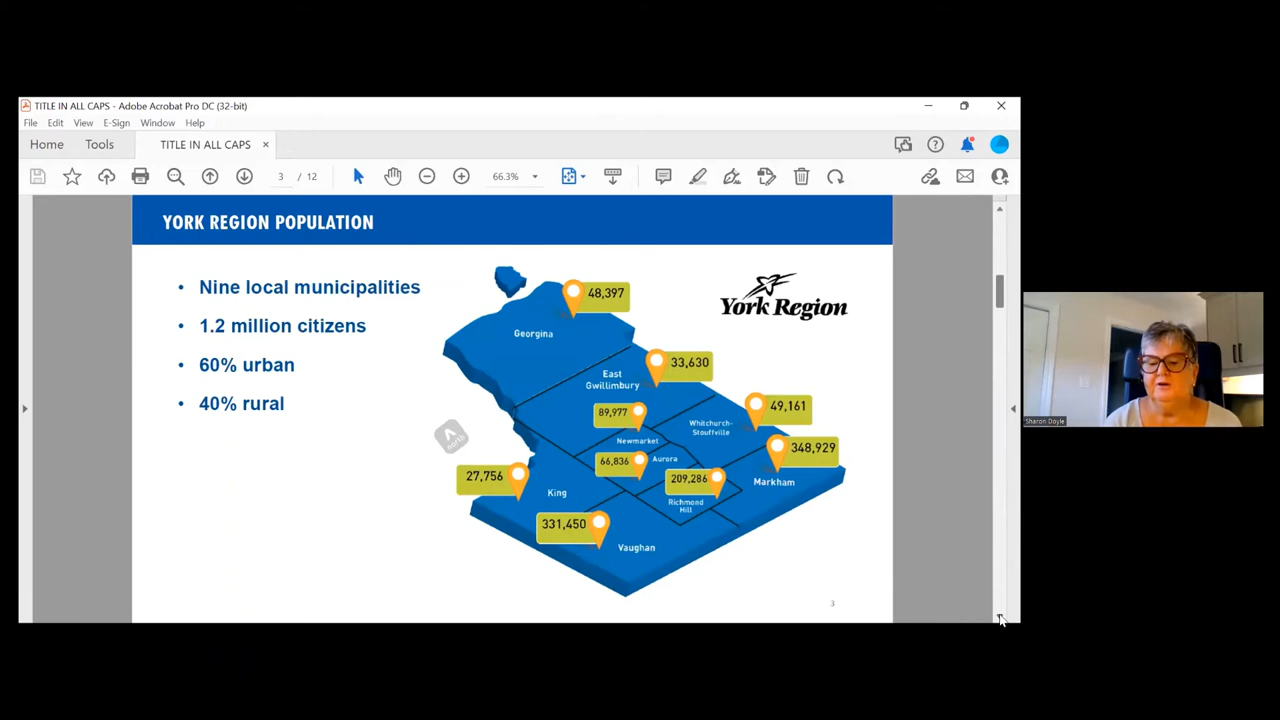 TITLE IN ALL CAPS - Adobe Acrobat Pro DC (32-bit)
File Edit View E-Sign Window Help
Home Tools TITLE IN ALL CAPS ×
3 / 12 66.3%
YORK REGION POPULATION
• Nine local municipalities
• 1.2 million citizens
• 60% urban
• 40% rural
York Region
48,397
Georgina
33,630
East
Gwillimbury
89,977
Newmarket
49,161
Whitchurch-
Stouffville
348,929
Markham
66,836
Aurora
209,286
Richmond
Hill
27,756
King
331,450
Vaughan
north
3
Sharon Doyle